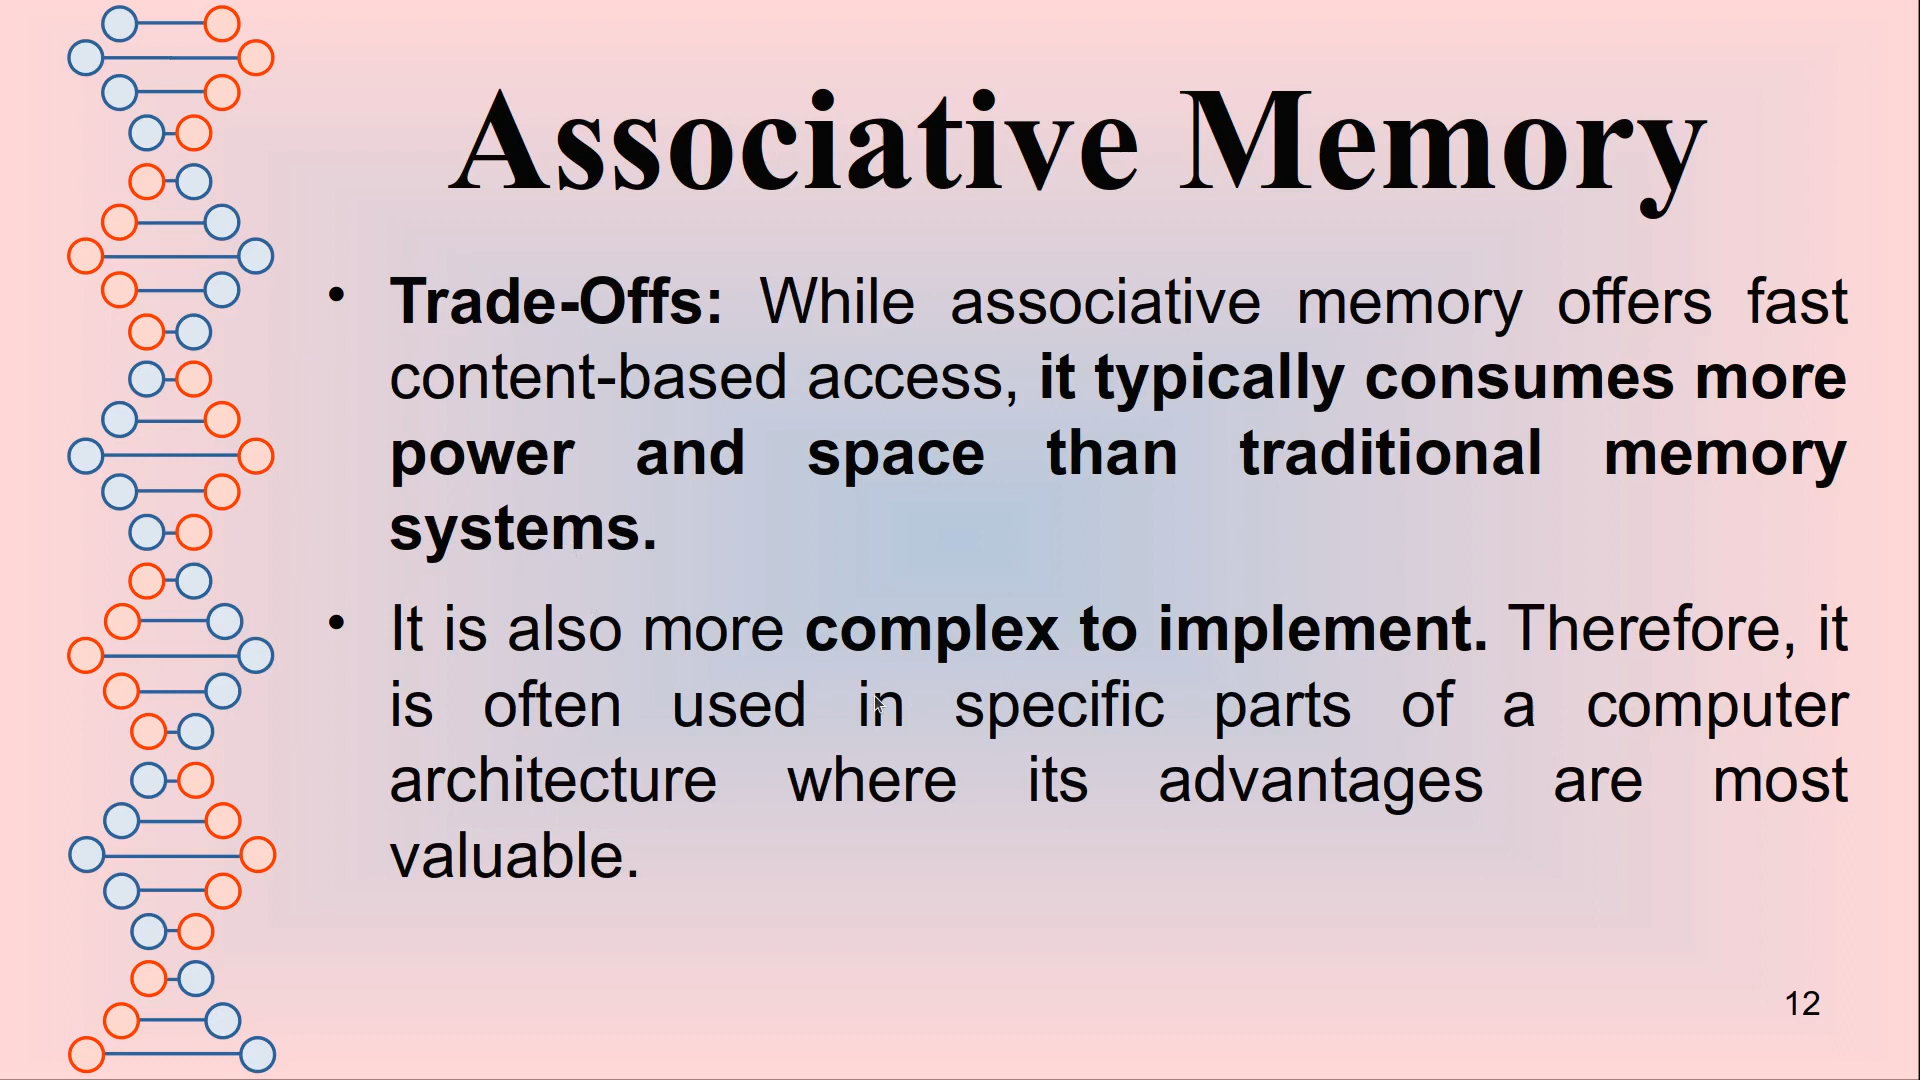 Associative Memory
• Trade-Offs: While associative memory offers fast
content-based access, it typically consumes more
power and space than traditional memory
systems.
• It is also more complex to implement. Therefore, it
is often used in specific parts of a computer
architecture where its advantages are most
valuable.
12